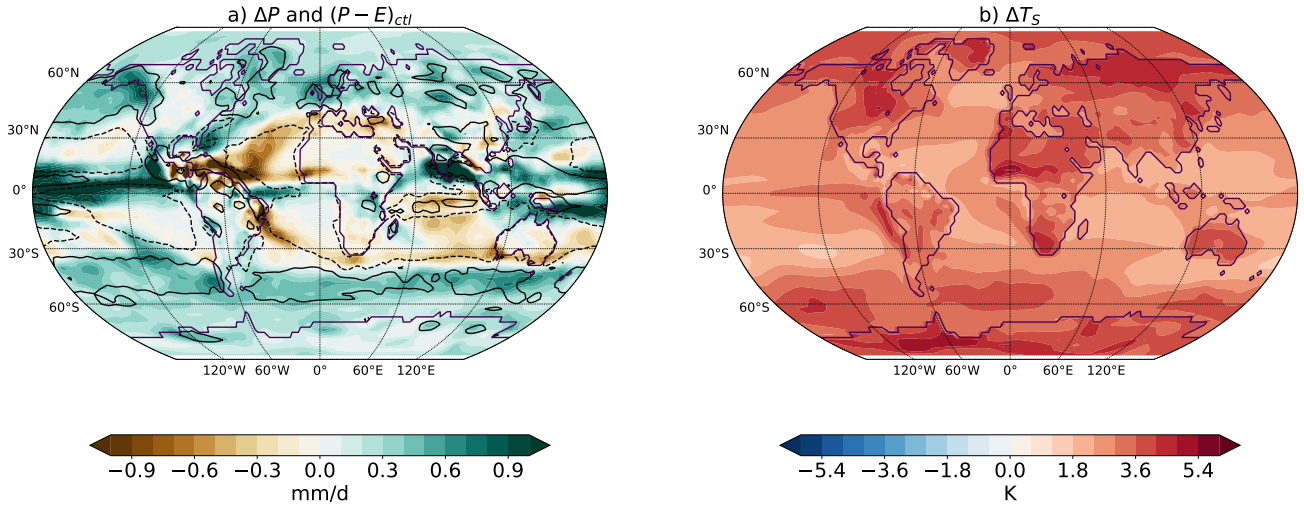 a) ΔP and (P − E)ctl
60°N
30°N
0°
30°S
60°S
120°W 60°W 0° 60°E 120°E
−0.9 −0.6 −0.3 0.0 0.3 0.6 0.9
mm/d
b) ΔTS
60°N
30°N
0°
30°S
60°S
120°W 60°W 0° 60°E 120°E
−5.4 −3.6 −1.8 0.0 1.8 3.6 5.4
K